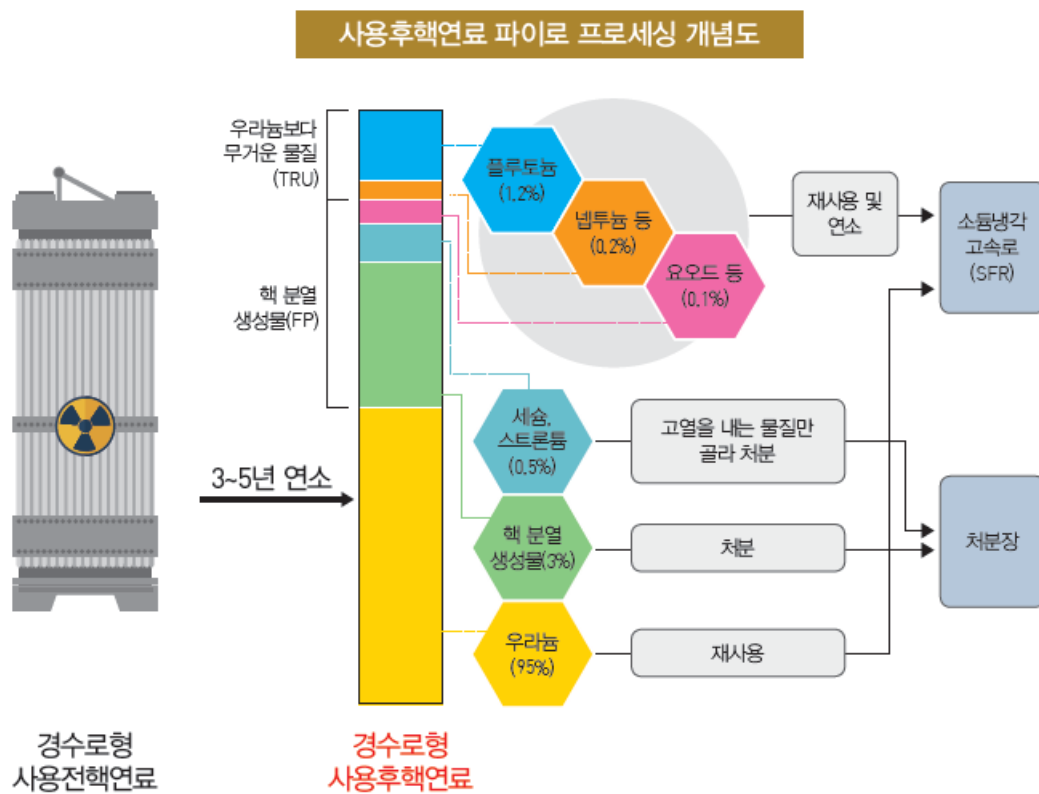 사용후핵연료 파이로 프로세싱 개념도
우라늄보다
무거운 물질
(TRU)
핵 분열
생성물(FP)
플루토늄
(1.2%)
넵투늄 등
(0.2%)
요오드 등
(0.1%)
재사용 및
연소
소듐냉각
고속로
(SFR)
세슘,
스트론튬
(0.5%)
고열을 내는 물질만
골라 처분
3~5년 연소
핵 분열
생성물(3%)
처분
처분장
우라늄
(95%)
재사용
경수로형
사용전핵연료
경수로형
사용후핵연료